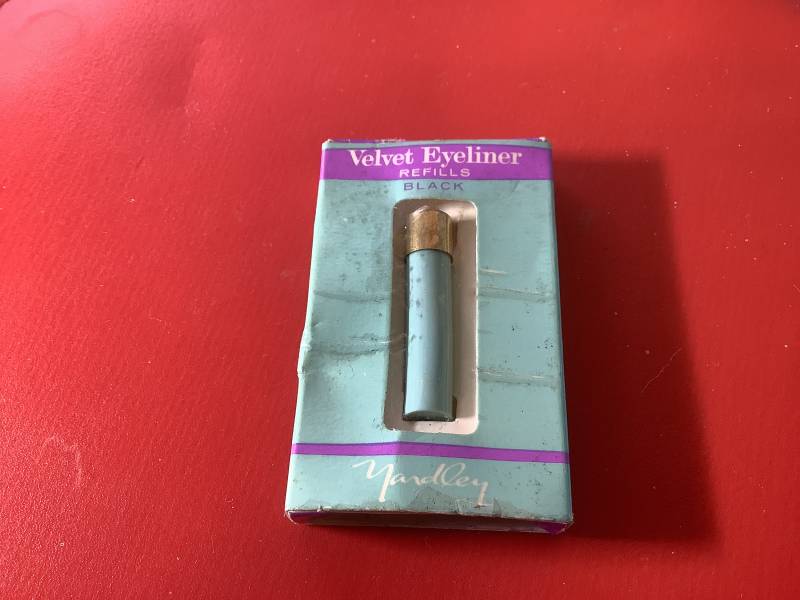 Velvet Eyeliner
REFILLS
BLACK
Yardley